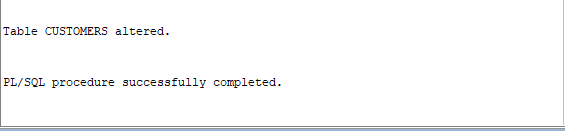 Table CUSTOMERS altered.
PL/SQL procedure successfully completed.